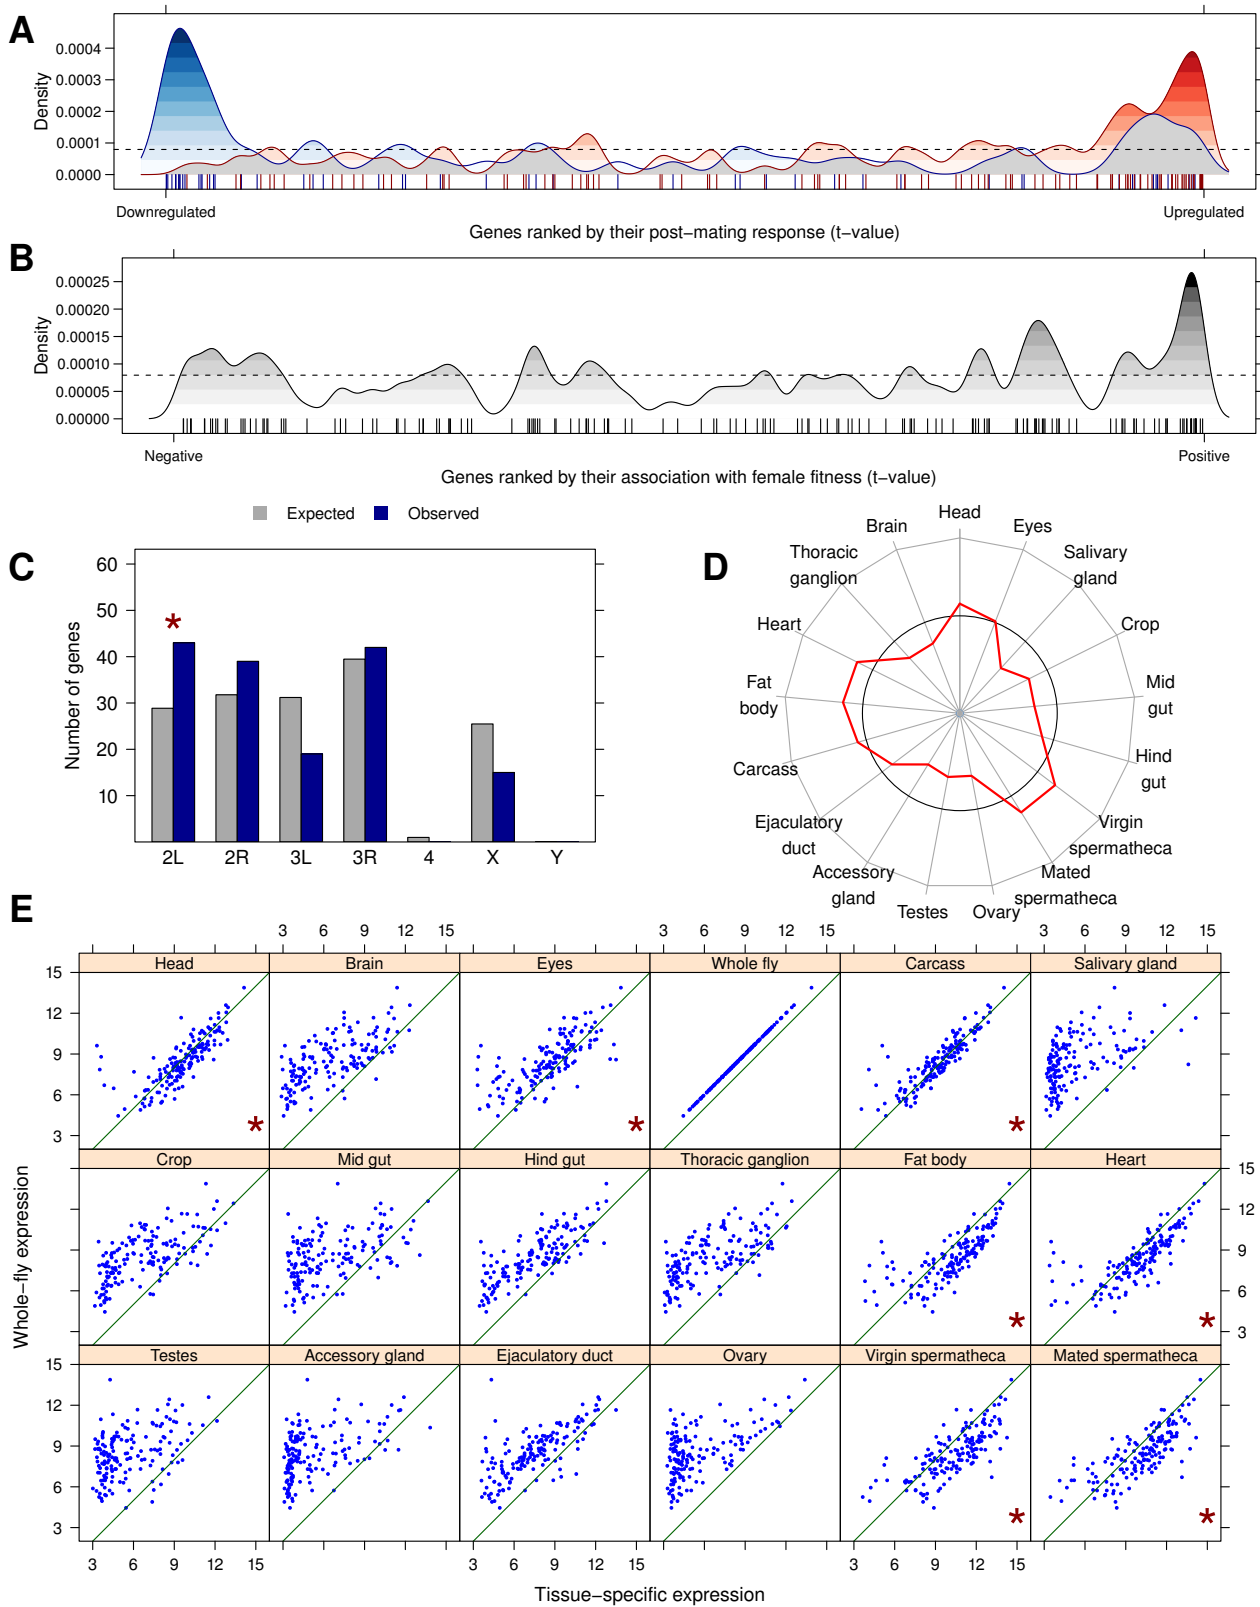 A
Density
0.0004
0.0003
0.0002
0.0001
0.0000
Downregulated
Upregulated
Genes ranked by their post−mating response (t−value)
B
Density
0.00025
0.00020
0.00015
0.00010
0.00005
0.00000
Negative
Positive
Genes ranked by their association with female fitness (t−value)
Expected
Observed
C
Number of genes
60
50
40
30
20
10
*
2L 2R 3L 3R 4 X Y
D
Head
Eyes
Salivary
gland
Crop
Mid
gut
Hind
gut
Virgin
spermatheca
Mated
spermatheca
Ovary
Testes
Accessory
gland
Ejaculatory
duct
Carcass
Fat
body
Heart
Thoracic
ganglion
Brain
E
3 6 9 12 15 3 6 9 12 15 3 6 9 12 15
Head Brain Eyes Whole fly Carcass Salivary gland
15
12
9
6
3
* * *
Crop Mid gut Hind gut Thoracic ganglion Fat body Heart
15
12
9
6
3
* *
Testes Accessory gland Ejaculatory duct Ovary Virgin spermatheca Mated spermatheca
15
12
9
6
3
* *
3 6 9 12 15 3 6 9 12 15 3 6 9 12 15
Whole−fly expression
Tissue−specific expression